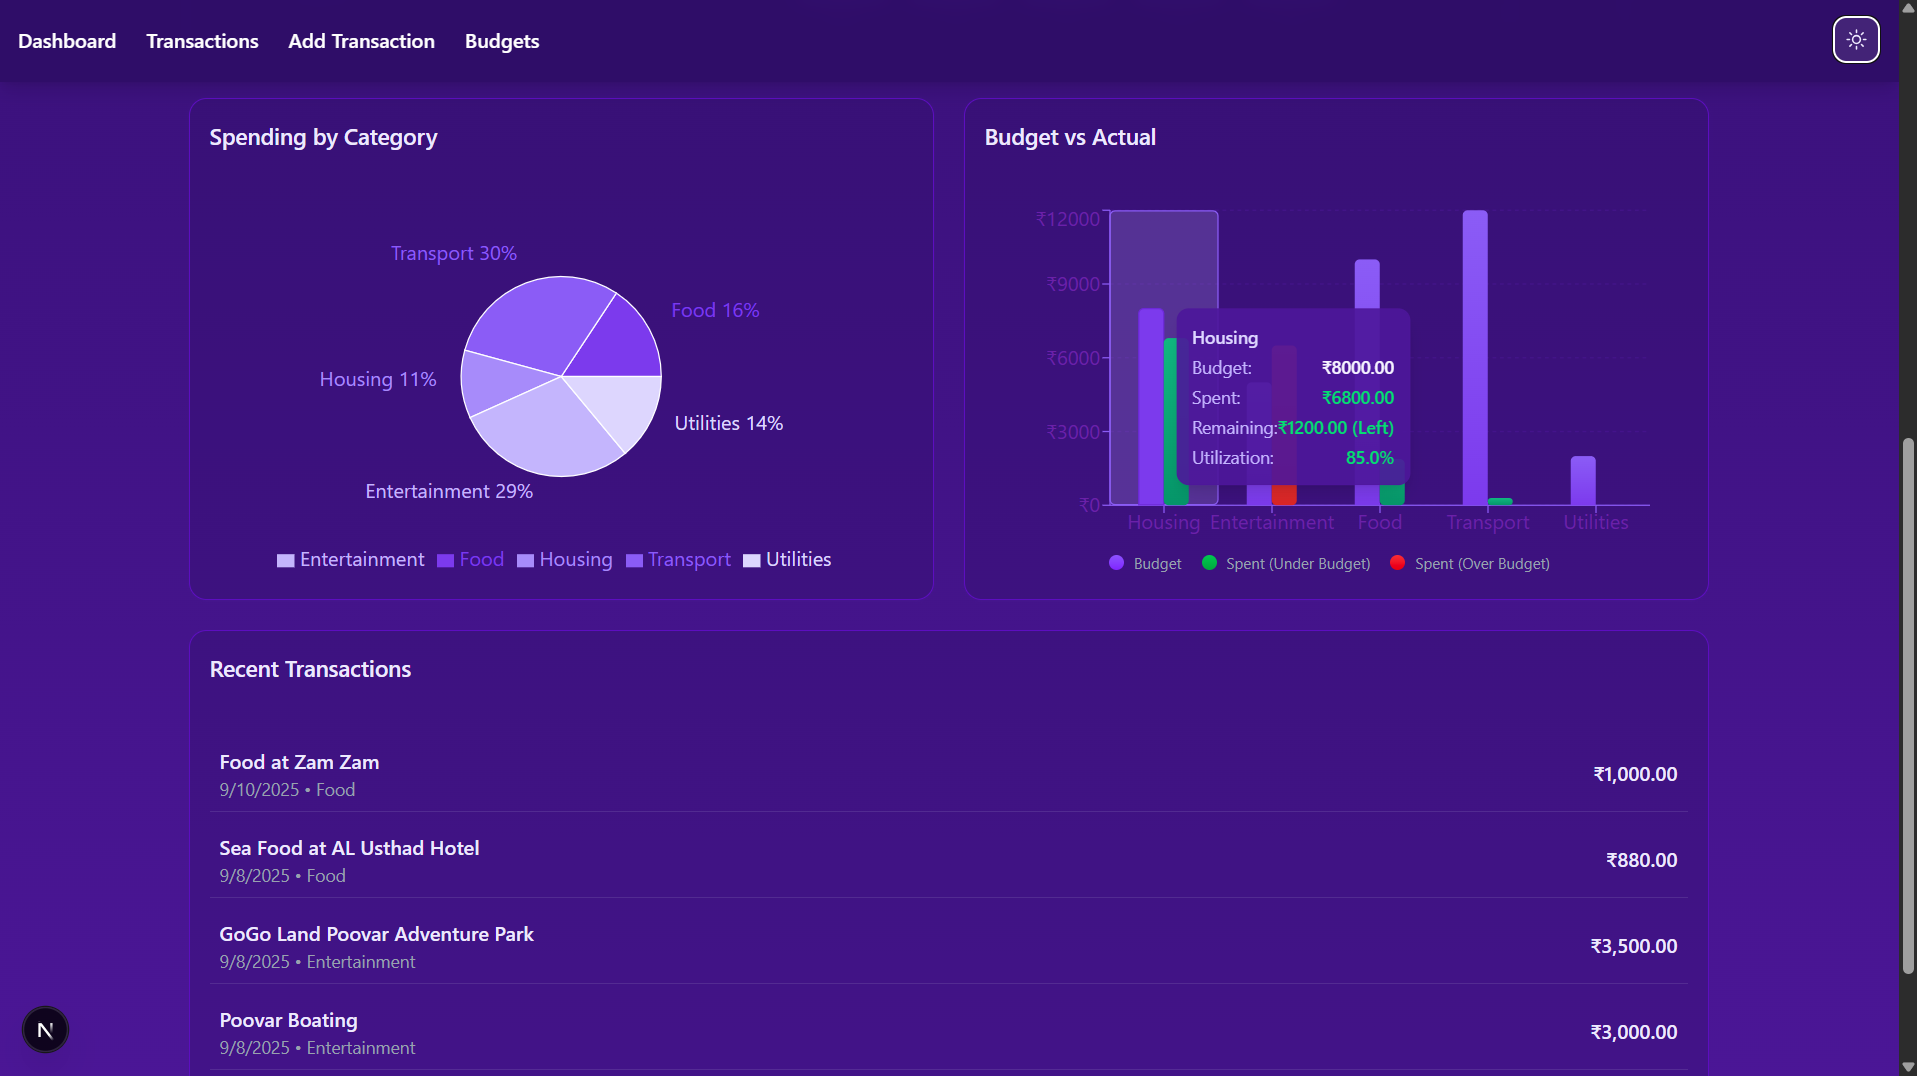 Dashboard Transactions Add Transaction Budgets
Spending by Category
Transport 30%
Food 16%
Housing 11%
Utilities 14%
Entertainment 29%
Entertainment Food Housing Transport Utilities
Budget vs Actual
₹12000
₹9000
₹6000
₹3000
₹0
Housing
Budget: ₹8000.00
Spent: ₹6800.00
Remaining: ₹1200.00 (Left)
Utilization: 85.0%
Housing Entertainment Food Transport Utilities
Budget Spent (Under Budget) Spent (Over Budget)
Recent Transactions
Food at Zam Zam
9/10/2025 • Food
₹1,000.00
Sea Food at AL Usthad Hotel
9/8/2025 • Food
₹880.00
GoGo Land Poovar Adventure Park
9/8/2025 • Entertainment
₹3,500.00
Poovar Boating
9/8/2025 • Entertainment
₹3,000.00
N